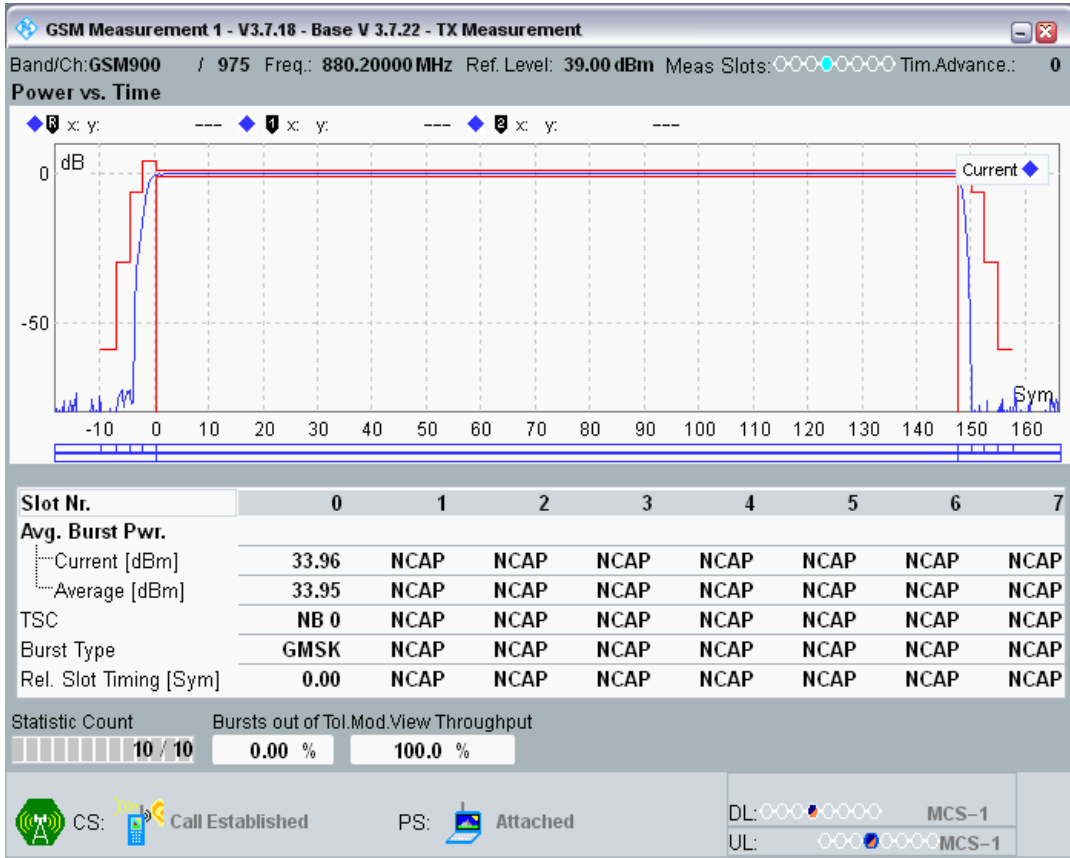 GSM Measurement 1 - V3.7.18 - Base V 3.7.22 - TX Measurement
Band/Ch:GSM900 / 975 Freq.: 880.20000 MHz Ref. Level: 39.00 dBm Meas Slots: Tim.Advance.: 0
Power vs. Time
R x: y: --- 1 x: y: --- 2 x: y: ---
dB
Current
0
-50
Sym
-10 0 10 20 30 40 50 60 70 80 90 100 110 120 130 140 150 160
Slot Nr. 0 1 2 3 4 5 6 7
Avg. Burst Pwr.
Current [dBm] 33.96 NCAP NCAP NCAP NCAP NCAP NCAP NCAP
Average [dBm] 33.95 NCAP NCAP NCAP NCAP NCAP NCAP NCAP
TSC NB 0 NCAP NCAP NCAP NCAP NCAP NCAP NCAP
Burst Type GMSK NCAP NCAP NCAP NCAP NCAP NCAP NCAP
Rel. Slot Timing [Sym] 0.00 NCAP NCAP NCAP NCAP NCAP NCAP NCAP
Statistic Count Bursts out of Tol. Mod.View Throughput
10 / 10 0.00 % 100.0 %
CS: Call Established PS: Attached
DL: MCS-1
UL: MCS-1